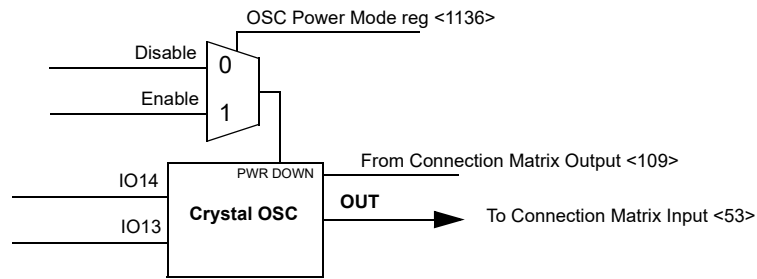 OSC Power Mode reg <1136>
Disable
0
Enable
1
PWR DOWN
From Connection Matrix Output <109>
IO14
Crystal OSC
OUT
To Connection Matrix Input <53>
IO13